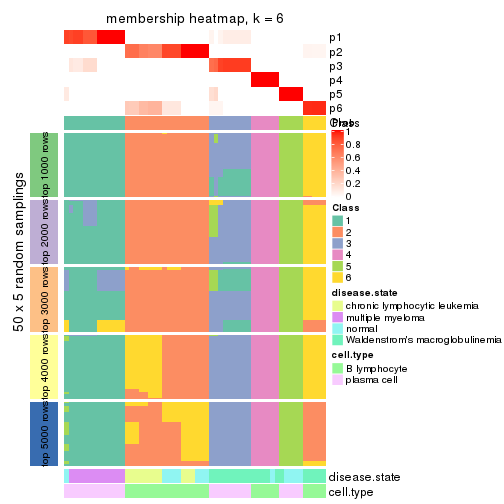 membership heatmap, k = 6
p1
p2
p3
p4
p5
p6
Class
Prob
1
0.8
0.6
0.4
0.2
0
Class
1
2
3
4
5
6
disease.state
chronic lymphocytic leukemia
multiple myeloma
normal
Waldenstrom's macroglobulinemia
cell.type
B lymphocyte
plasma cell
50 x 5 random samplings
top 1000 rows
top 2000 rows
top 3000 rows
top 4000 rows
top 5000 rows
disease.state
cell.type